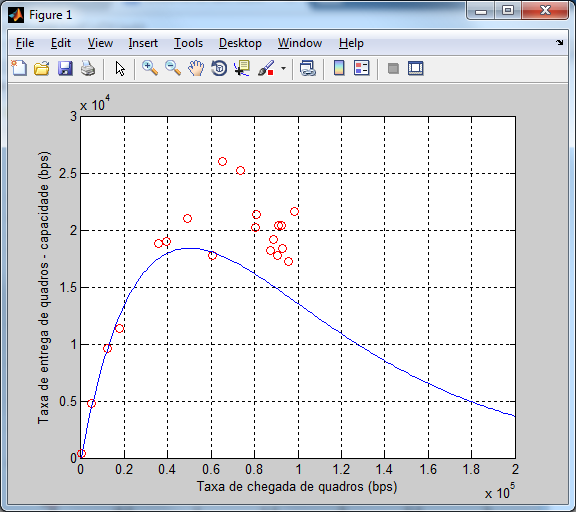 Figure 1
File Edit View Insert Tools Desktop Window Help
x 10^4
3
2.5
2
1.5
1
0.5
0
Taxa de entrega de quadros - capacidade (bps)
0 0.2 0.4 0.6 0.8 1 1.2 1.4 1.6 1.8 2
Taxa de chegada de quadros (bps)
x 10^5